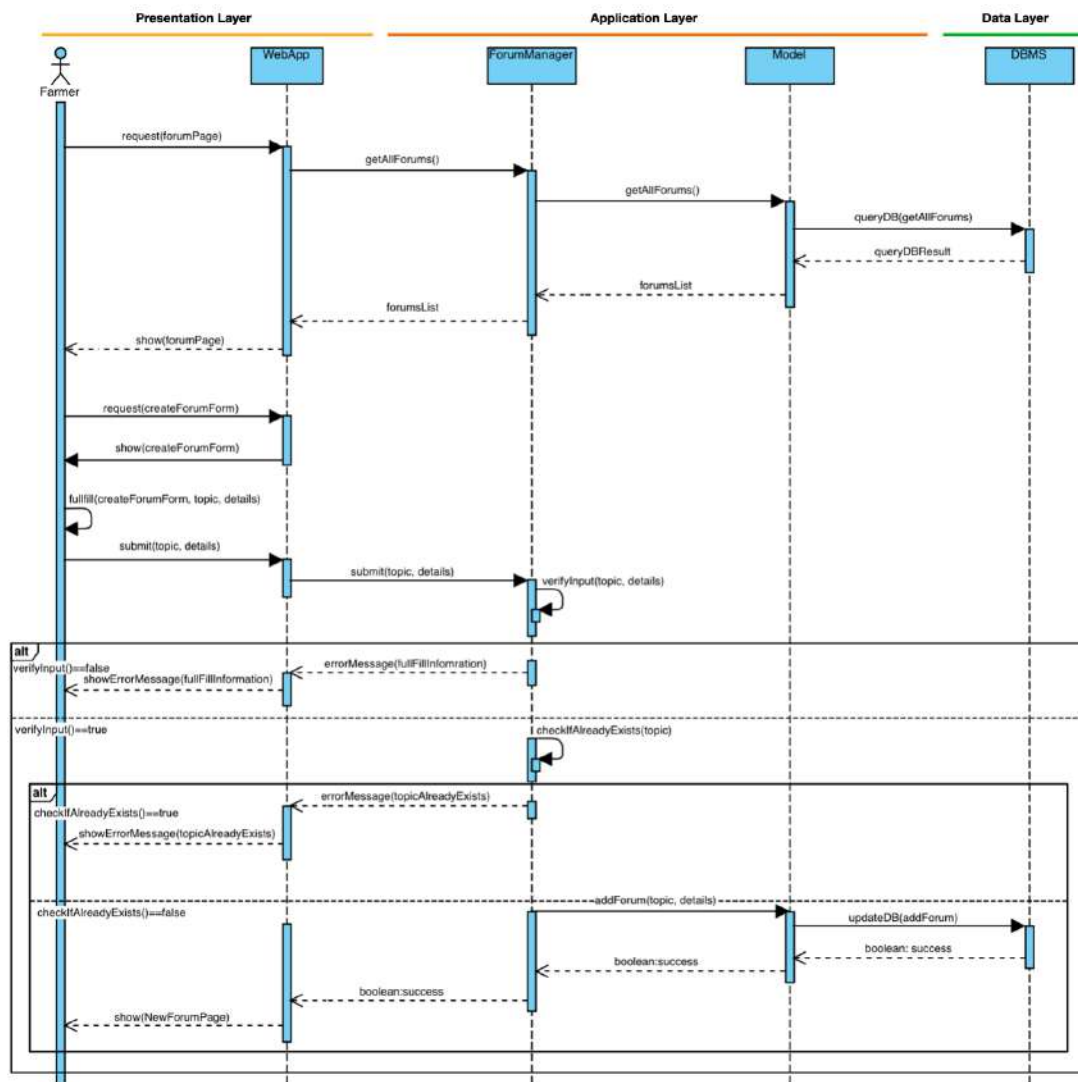 Presentation Layer
Application Layer
Data Layer
Farmer
WebApp
ForumManager
Model
DBMS
request(forumPage)
getAllForums()
getAllForums()
queryDB(getAllForums)
queryDBResult
forumsList
forumsList
show(forumPage)
request(createForumForm)
show(createForumForm)
fullfill(createForumForm, topic, details)
submit(topic, details)
submit(topic, details)
verifyInput(topic, details)
alt
verifyInput()==false
errorMessage(fullFillInfomration)
showErrorMessage(fullFillInformation)
verifyInput()==true
checkIfAlreadyExists(topic)
alt
errorMessage(topicAlreadyExists)
checkIfAlreadyExists()==true
showErrorMessage(topicAlreadyExists)
checkIfAlreadyExists()==false
addForum(topic, details)
updateDB(addForum)
boolean: success
boolean:success
boolean:success
show(NewForumPage)